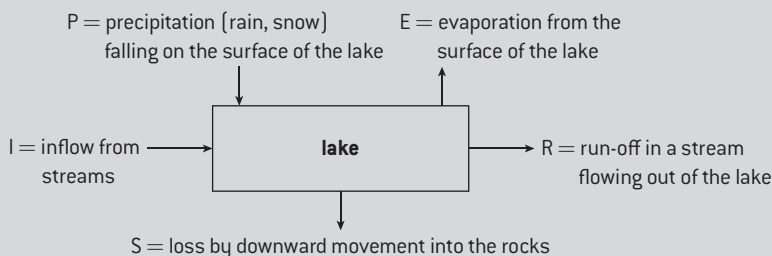 P = precipitation (rain, snow)
falling on the surface of the lake
E = evaporation from the
surface of the lake
I = inflow from
streams
lake
R = run-off in a stream
flowing out of the lake
S = loss by downward movement into the rocks